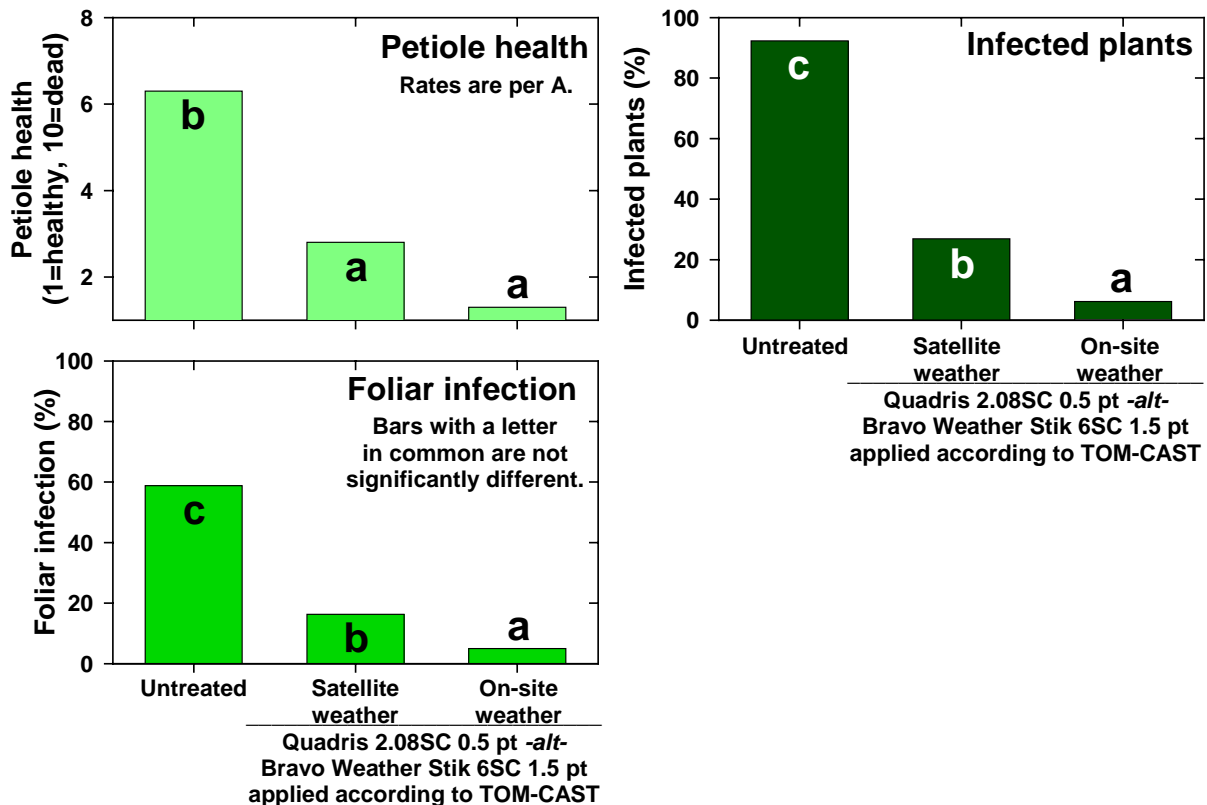 Petiole health
(1=healthy, 10=dead)
8
6
4
2
Petiole health
Rates are per A.
b
a
a
Foliar infection (%)
100
80
60
40
20
0
Foliar infection
Bars with a letter
in common are not
significantly different.
c
b
a
Untreated
Satellite
weather
On-site
weather
Quadris 2.08SC 0.5 pt -alt-
Bravo Weather Stik 6SC 1.5 pt
applied according to TOM-CAST
Infected plants (%)
100
80
60
40
20
0
Infected plants
c
b
a
Untreated
Satellite
weather
On-site
weather
Quadris 2.08SC 0.5 pt -alt-
Bravo Weather Stik 6SC 1.5 pt
applied according to TOM-CAST